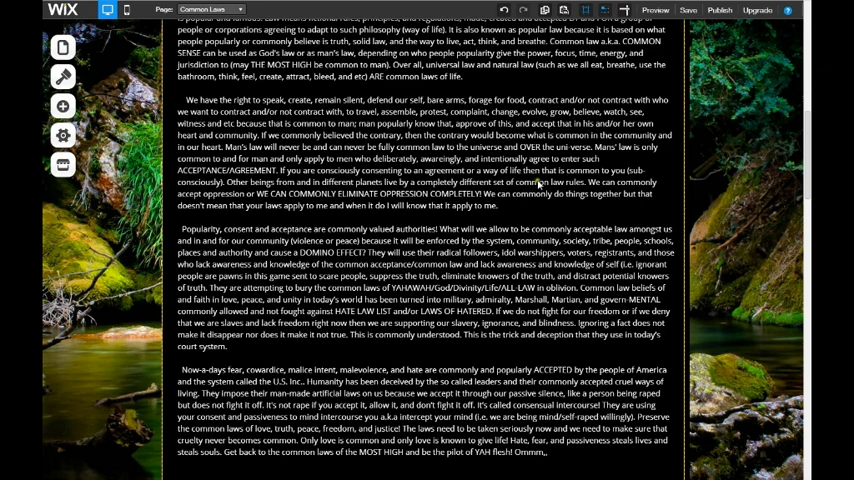 WiX
Page: Common Laws
Preview Save Publish Upgrade ?
is popular and famous. Law means fictional rules, principles, and regulations, made, created and accepted BY and FOR a group of
people or corporations agreeing to adapt to such philosophy (way of life). It is also known as popular law because it is based on what
people popularly or commonly believe is truth, solid law, and the way to live, act, think, and breathe. Common law a.k.a. COMMON
SENSE can be used as God's law or as man's law, depending on who people popularity give the power, focus, time, energy, and
jurisdiction to (may THE MOST HIGH be common to man). Over all, universal law and natural law (such as we all eat, breathe, use the
bathroom, think, feel, create, attract, bleed, and etc) ARE common laws of life.
We have the right to speak, create, remain silent, defend our self, bare arms, forage for food, contract and/or not contract with who
we want to contract and/or not contract with, to travel, assemble, protest, complaint, change, evolve, grow, believe, watch, see,
witness and etc because that is common to man; man popularly know that, approve of this, and accept that in his and/or her own
heart and community. If we commonly believed the contrary, then the contrary would become what is common in the community and
in our heart. Man's law will never be and can never be fully common law to the universe and OVER the uni-verse. Mans' law is only
common to and for man and only apply to men who deliberately, awareingly, and intentionally agree to enter such
ACCEPTANCE/AGREEMENT. If you are consciously consenting to an agreement or a way of life then that is common to you (sub-
consciously). Other beings from and in different planets live by a completely different set of common law rules. We can commonly
accept oppression or WE CAN COMMONLY ELIMINATE OPPRESSION COMPLETELY! We can commonly do things together but that
doesn't mean that your laws apply to me and when it do I will know that it apply to me.
Popularity, consent and acceptance are commonly valued authorities! What will we allow to be commonly acceptable law amongst us
and in and for our community (violence or peace) because it will be enforced by the system, community, society, tribe, people, schools,
places and authority and cause a DOMINO EFFECT? They will use their radical followers, idol warshippers, voters, registrants, and those
who lack awareness and knowledge of the common acceptance/common law and lack awareness and knowledge of self (i.e. ignorant
people are pawns in this game sent to scare people, suppress the truth, eliminate knowers of the truth, and distract potential knowers
of truth. They are attempting to bury the common laws of YAHAWAH/God/Divinity/Life/ALL-LAW in oblivion. Common law beliefs of
and faith in love, peace, and unity in today's world has been turned into military, admiralty, Marshall, Martian, and govern-MENTAL
commonly allowed and not fought against HATE LAW LIST and/or LAWS OF HATERED. If we do not fight for our freedom or if we deny
that we are slaves and lack freedom right now then we are supporting our slavery, ignorance, and blindness. Ignoring a fact does not
make it disappear nor does it make it not true. This is commonly understood. This is the trick and deception that they use in today's
court system.
Now-a-days fear, cowardice, malice intent, malevolence, and hate are commonly and popularly ACCEPTED by the people of America
and the system called the U.S. Inc.. Humanity has been deceived by the so called leaders and their commonly accepted cruel ways of
living. They impose their man-made artificial laws on us because we accept it through our passive silence, like a person being raped
but does not fight it off. It's not rape if you accept it, allow it, and don't fight it off. It's called consensual intercourse! They are using
your consent and passiveness to mind intercourse you a.k.a intercept your mind (i.e. we are being mind/self-raped willingly). Preserve
the common laws of love, truth, peace, freedom, and justice! The laws need to be taken seriously now and we need to make sure that
cruelty never becomes common. Only love is common and only love is known to give life! Hate, fear, and passiveness steals lives and
steals souls. Get back to the common laws of the MOST HIGH and be the pilot of YAH flesh! Ommm,,